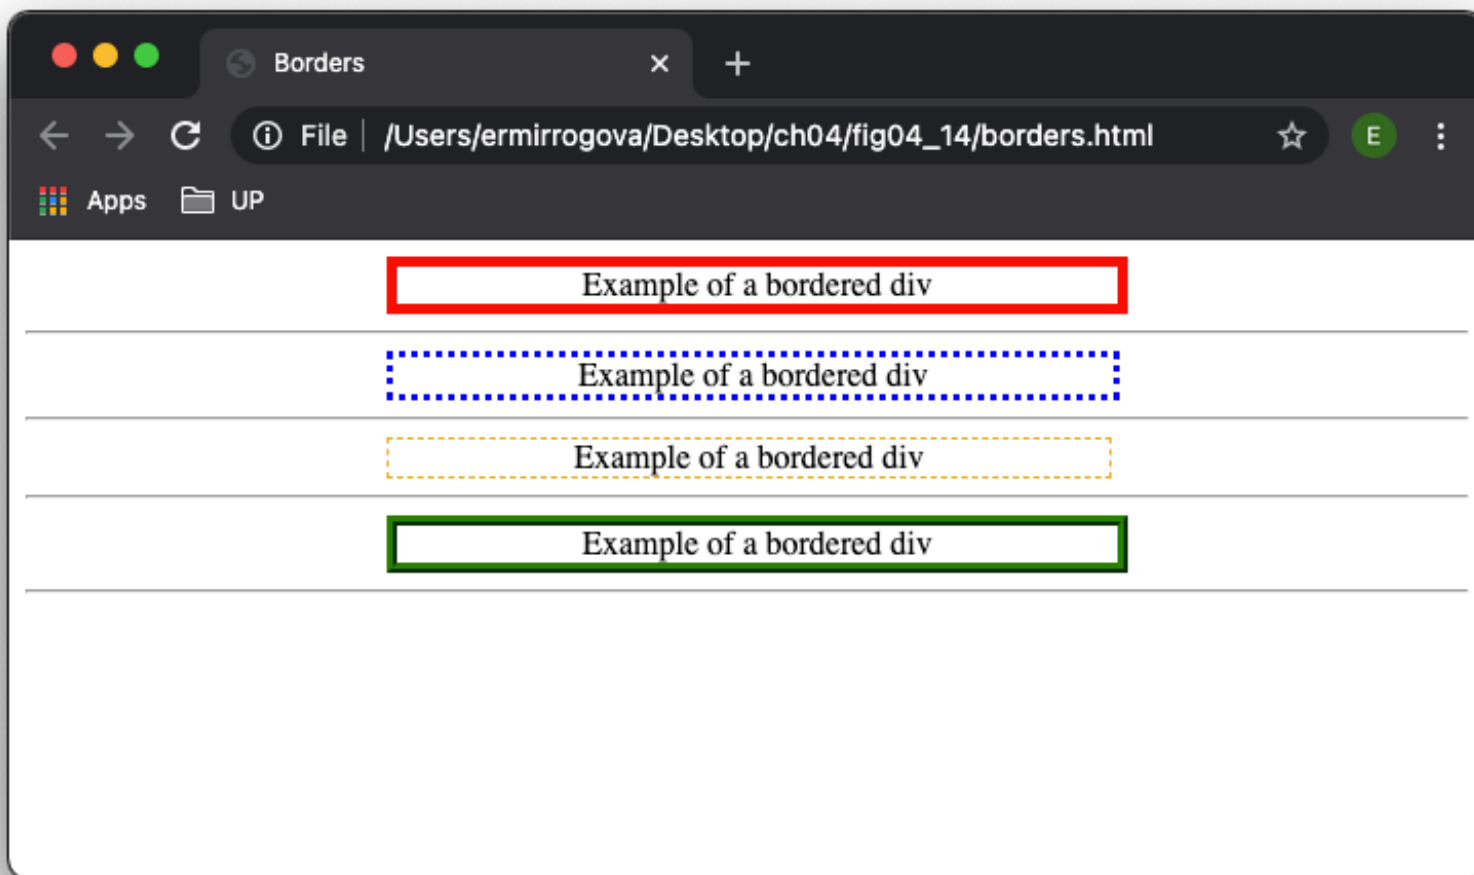 Borders
File /Users/ermirrogova/Desktop/ch04/fig04_14/borders.html
E
Apps UP
Example of a bordered div
Example of a bordered div
Example of a bordered div
Example of a bordered div